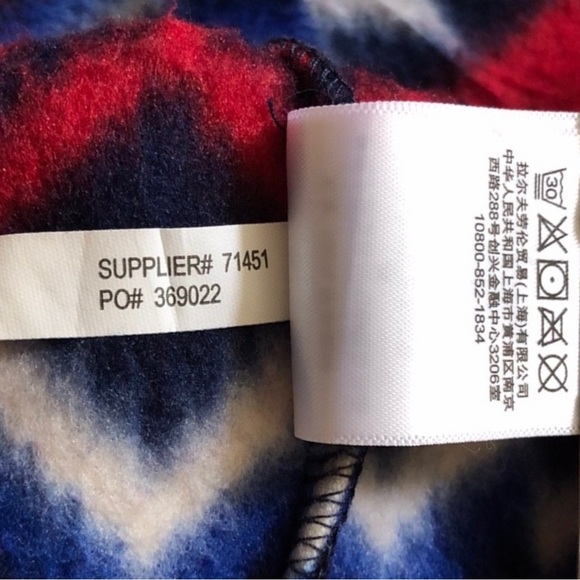 SUPPLIER# 71451
PO# 369022
30
拉尔夫劳伦贸易(上海)有限公司
中华人民共和国上海市黄浦区南京
西路288号创兴金融中心3206室
10800-852-1834